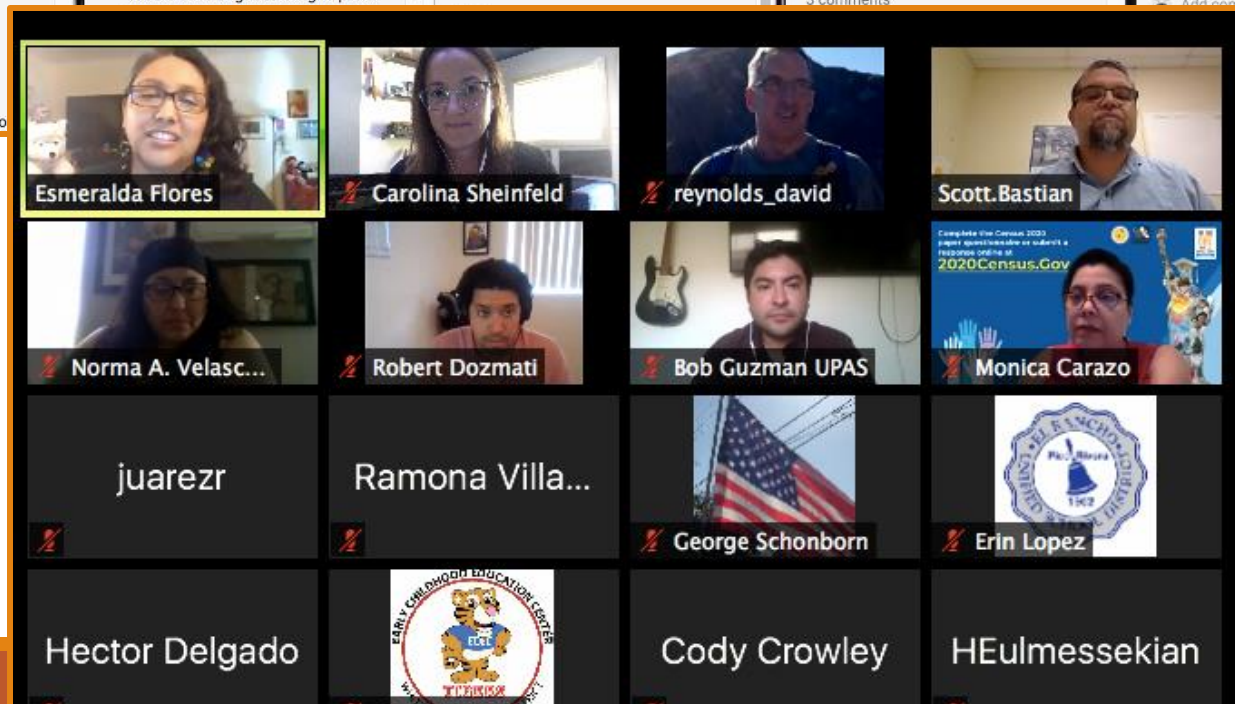 3 comments
Esmeralda Flores
Carolina Sheinfeld
reynolds_david
Scott.Bastian
Complete the Census 2020
paper questionnaire or submit a
response online at
2020Census.Gov
Norma A. Velasc...
Robert Dozmati
Bob Guzman UPAS
Monica Carazo
juarezr
Ramona Villa...
George Schonborn
EL RANCHO
Pico Rivera
1962
UNIFIED SCHOOL DISTRICT
Erin Lopez
EARLY CHILDHOOD EDUCATION CENTER
ECEC
TIGERS
Hector Delgado
Cody Crowley
HEulmessekian